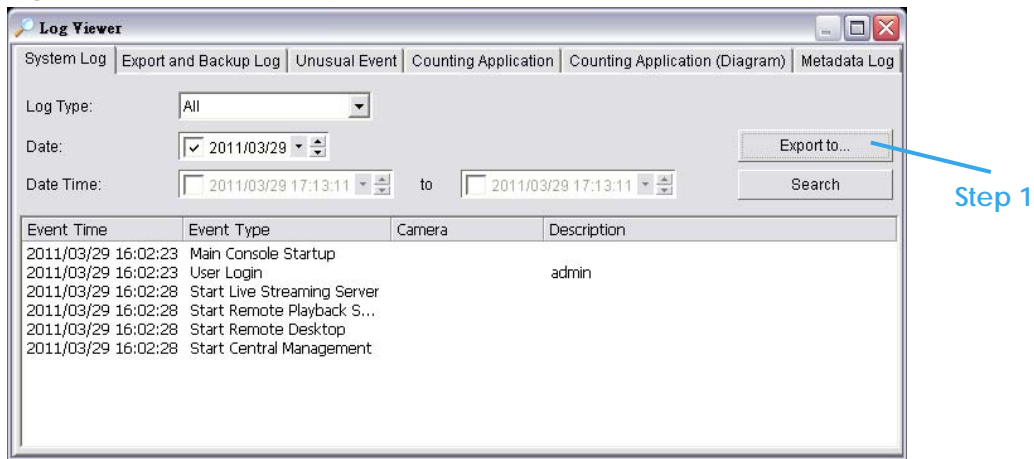 Log Viewer
System Log Export and Backup Log Unusual Event Counting Application Counting Application (Diagram) Metadata Log
Log Type: All
Date: 2011/03/29 Export to...
Date Time: 2011/03/29 17:13:11 to 2011/03/29 17:13:11 Search
Step 1
Event Time Event Type Camera Description
2011/03/29 16:02:23 Main Console Startup
2011/03/29 16:02:23 User Login admin
2011/03/29 16:02:28 Start Live Streaming Server
2011/03/29 16:02:28 Start Remote Playback S...
2011/03/29 16:02:28 Start Remote Desktop
2011/03/29 16:02:28 Start Central Management